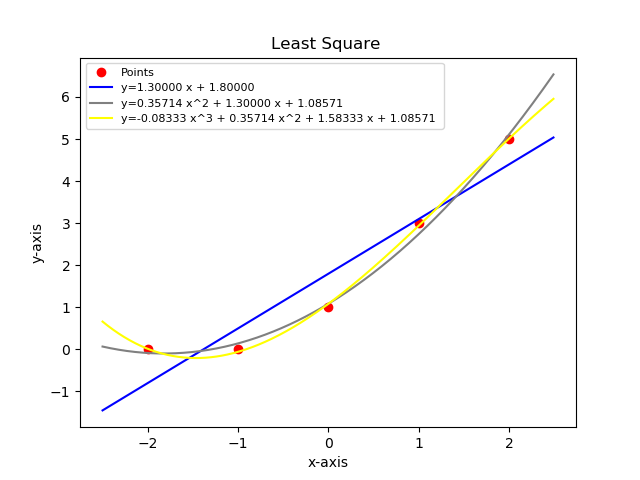 Least Square
Points
y=1.30000 x + 1.80000
y=0.35714 x^2 + 1.30000 x + 1.08571
y=-0.08333 x^3 + 0.35714 x^2 + 1.58333 x + 1.08571
6
5
4
3
2
1
0
−1
y-axis
−2 −1 0 1 2
x-axis